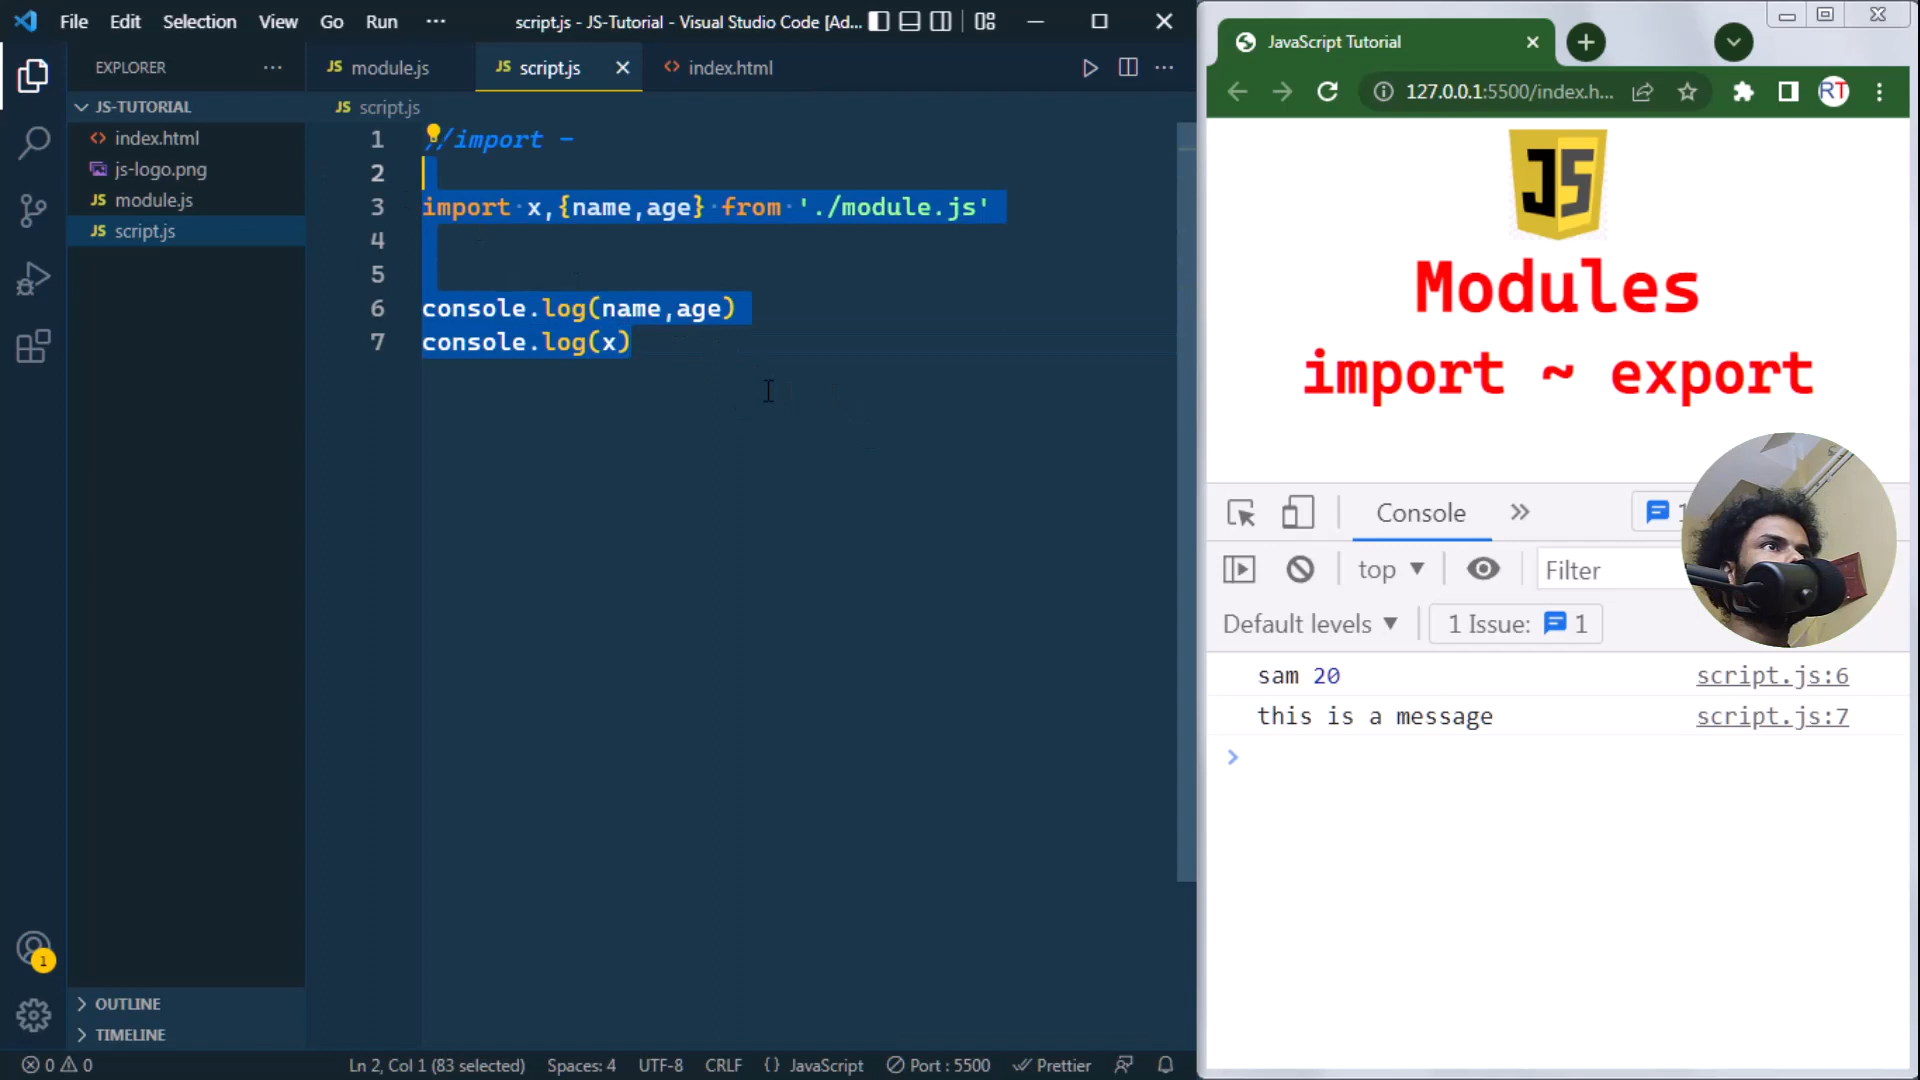 File Edit Selection View Go Run ··· script.js - JS-Tutorial - Visual Studio Code [Ad...
EXPLORER ···
JS-TUTORIAL
index.html
js-logo.png
JS module.js
JS script.js
OUTLINE
TIMELINE
JS module.js
JS script.js
index.html
JS script.js
1 //import -
2
3 import x,{name,age} from './module.js'
4
5
6 console.log(name,age)
7 console.log(x)
1
0 0 Ln 2, Col 1 (83 selected) Spaces: 4 UTF-8 CRLF {} JavaScript Port : 5500 Prettier
JavaScript Tutorial
127.0.0.1:5500/index.h... RT
JS
Modules
import ~ export
Console » 1
top Filter
Default levels 1 Issue: 1
sam 20 script.js:6
this is a message script.js:7